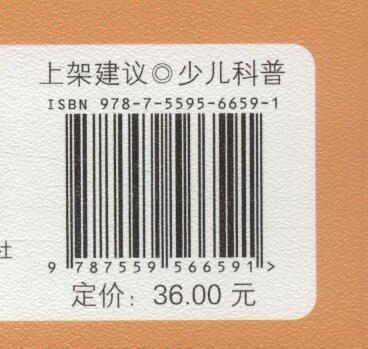 上架建议◎少儿科普
ISBN 978-7-5595-6659-1
社
9 787559 566591 >
定价：36.00 元